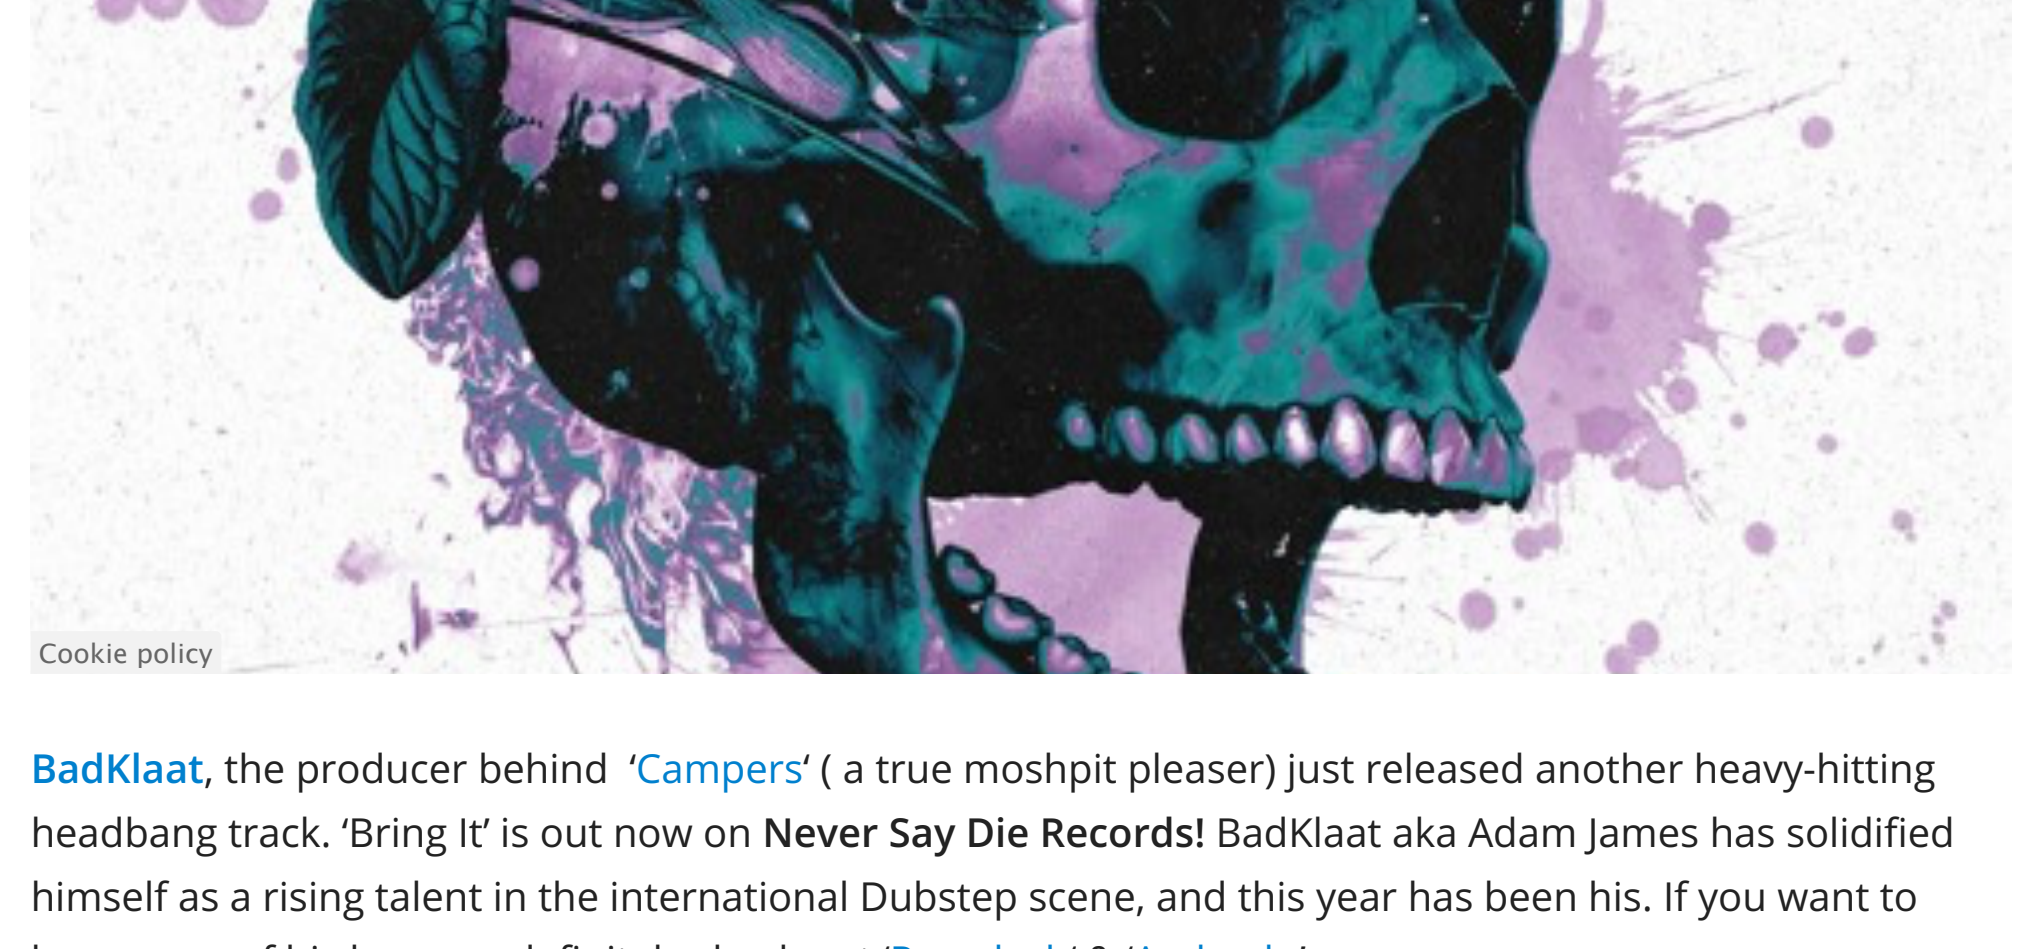 Cookie policy
BadKlaat, the producer behind  ‘Campers‘ ( a true moshpit pleaser) just released another heavy-hitting
headbang track. ‘Bring It’ is out now on Never Say Die Records! BadKlaat aka Adam James has solidified
himself as a rising talent in the international Dubstep scene, and this year has been his. If you want to